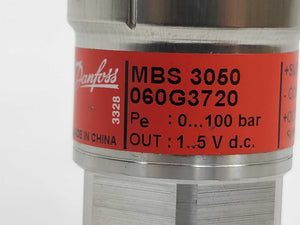 Danfoss
3328
MADE IN CHINA
MBS 3050
060G3720
Pe : 0...100 bar
OUT : 1..5 V d.c.